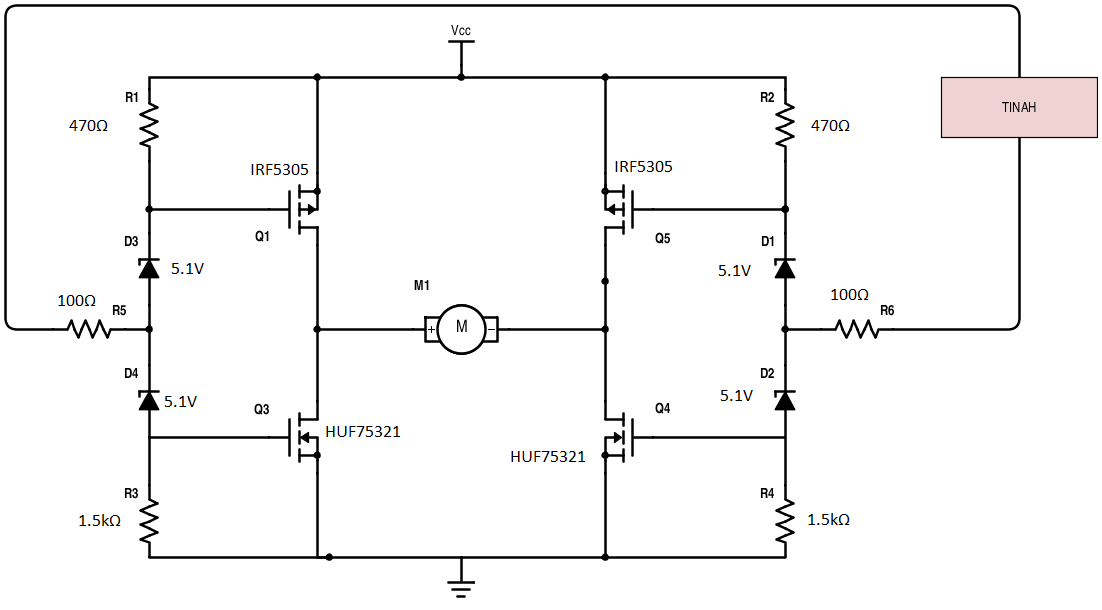 Vcc
R1
470Ω
R2
470Ω
TINAH
IRF5305
IRF5305
Q1
Q5
D3
5.1V
D1
5.1V
M1
100Ω
R5
100Ω
R6
+ M -
D4
5.1V
D2
5.1V
Q3
Q4
HUF75321
HUF75321
R3
1.5kΩ
R4
1.5kΩ